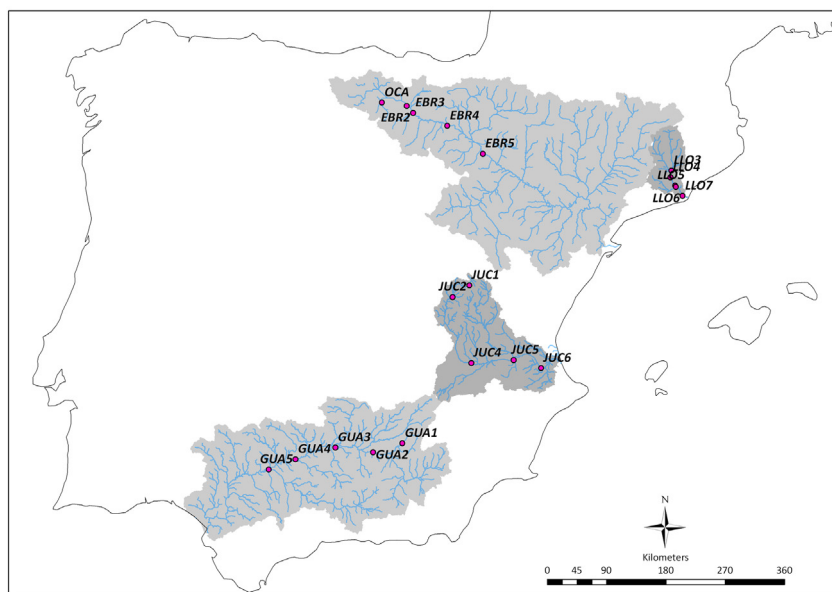 OCA
EBR3
EBR2
EBR4
EBR5
LLO3
LLO4
LLO5
LLO7
LLO6
JUC1
JUC2
JUC4
JUC5
JUC6
GUA1
GUA3
GUA2
GUA4
GUA5
N
Kilometers
0 45 90 180 270 360